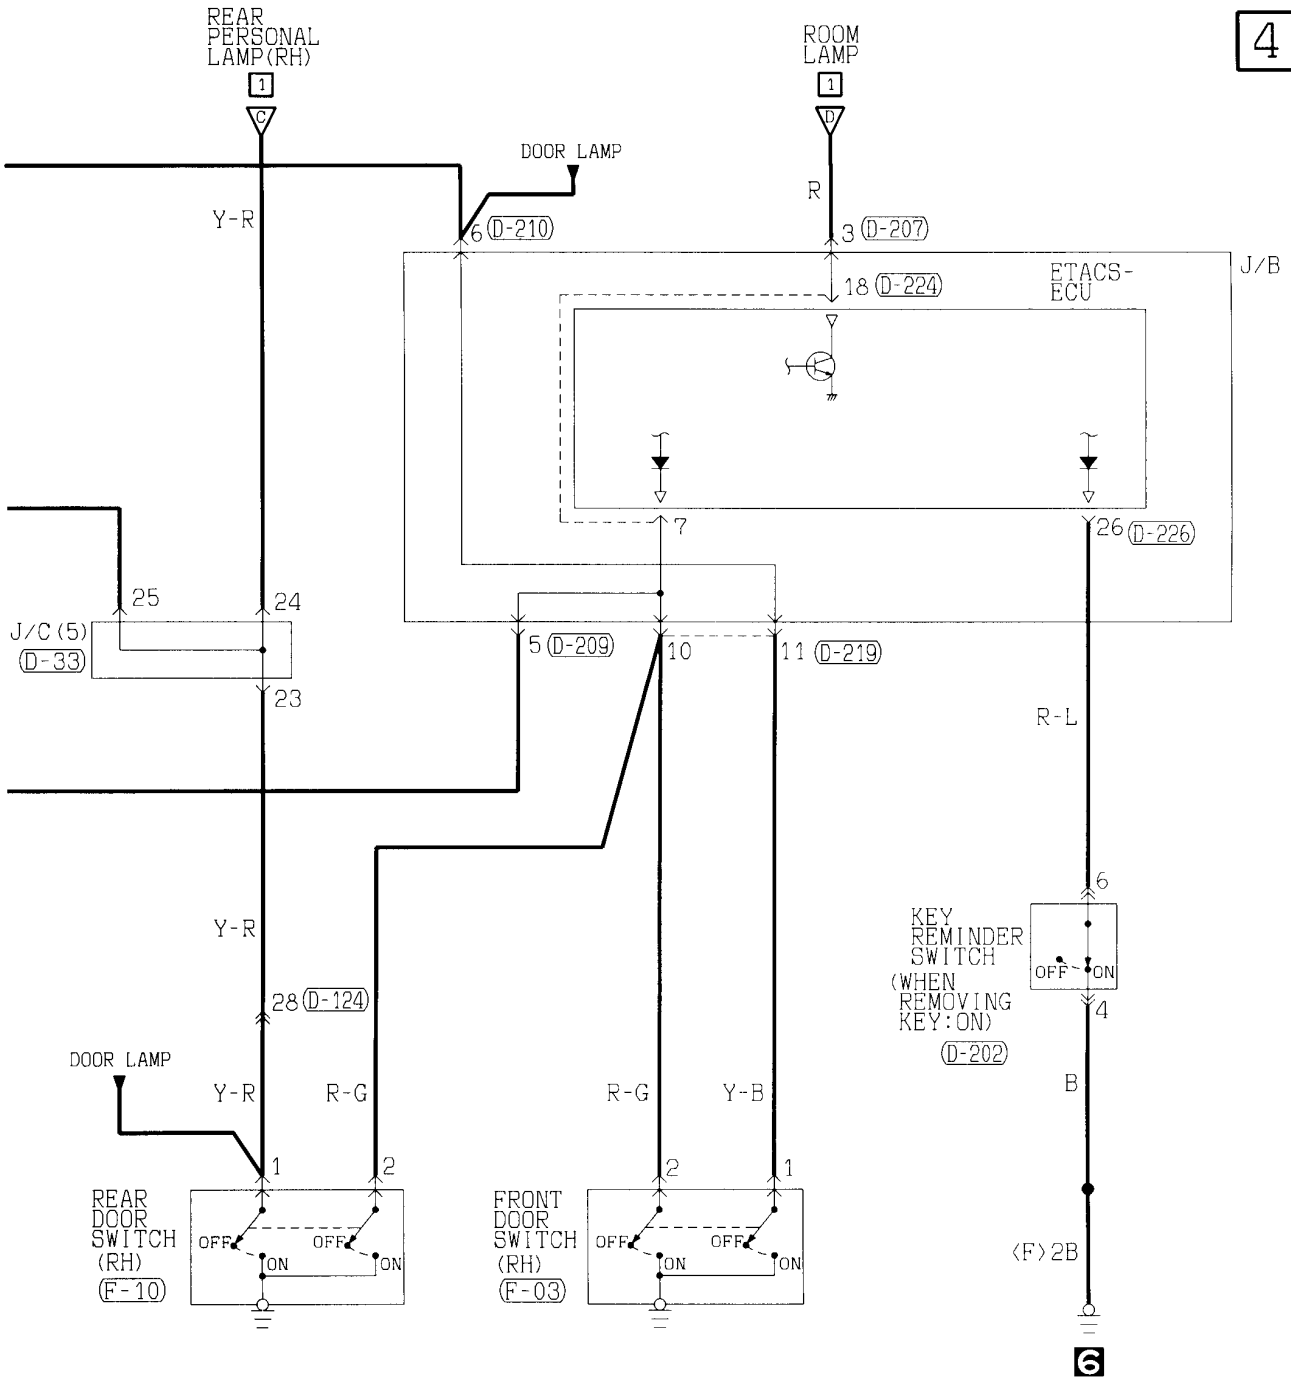 REAR
PERSONAL
LAMP(RH)
1
C
ROOM
LAMP
1
D
4
DOOR LAMP
Y-R
R
6 (D-210)
3 (D-207)
J/B
ETACS-
ECU
18 (D-224)
7
26 (D-226)
25
24
J/C(5)
(D-33)
23
5 (D-209)
10
11 (D-219)
R-L
Y-R
28 (D-124)
6
KEY
REMINDER
SWITCH
(WHEN
REMOVING
KEY:ON)
(D-202)
OFF
ON
4
DOOR LAMP
Y-R
R-G
R-G
Y-B
B
1
2
2
1
REAR
DOOR
SWITCH
(RH)
(F-10)
OFF
ON
OFF
ON
FRONT
DOOR
SWITCH
(RH)
(F-03)
OFF
ON
OFF
ON
<F>2B
6